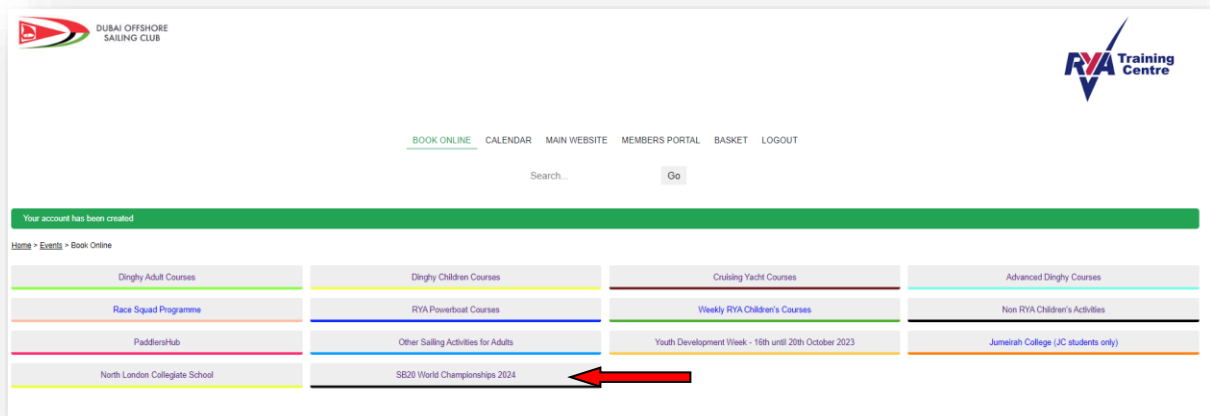 DUBAI OFFSHORE
SAILING CLUB
RYA Training
Centre
BOOK ONLINE CALENDAR MAIN WEBSITE MEMBERS PORTAL BASKET LOGOUT
Search... Go
Your account has been created
Home > Events > Book Online
Dinghy Adult Courses Dinghy Children Courses Cruising Yacht Courses Advanced Dinghy Courses
Race Squad Programme RYA Powerboat Courses Weekly RYA Children's Courses Non RYA Children's Activities
PaddlersHub Other Sailing Activities for Adults Youth Development Week - 16th until 20th October 2023 Jumeirah College (JC students only)
North London Collegiate School SB20 World Championships 2024